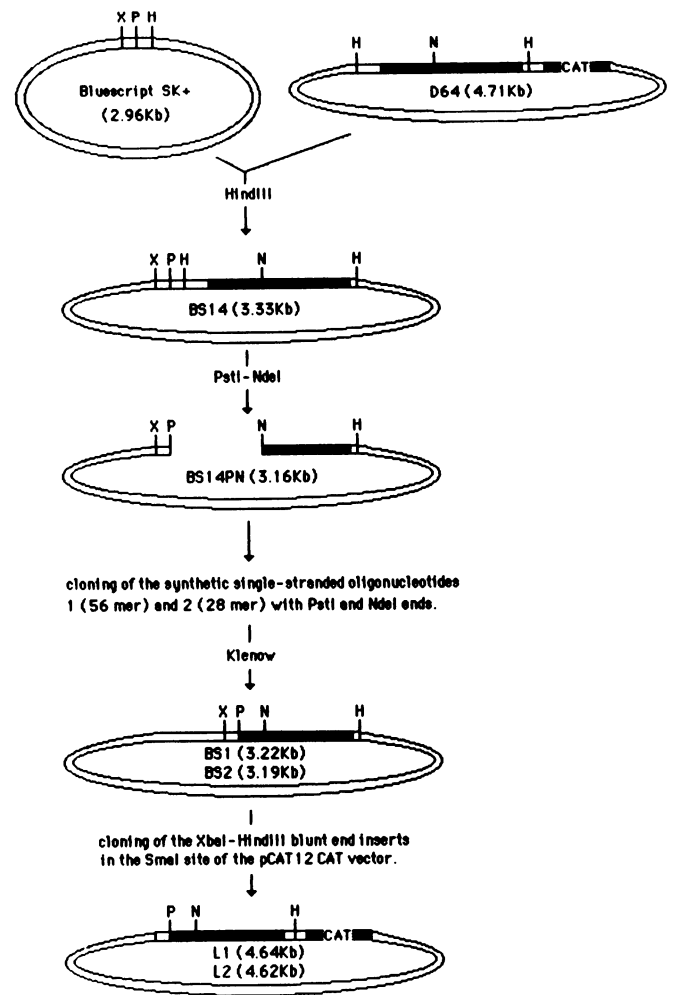 X P H
Bluescript SK+
(2.96Kb)
H N H
CAT
D64 (4.71Kb)
HindIII
X P H N H
BS14 (3.33Kb)
PstI-NdeI
X P N H
BS14PN (3.16Kb)
cloning of the synthetic single-stranded oligonucleotides
1 (56 mer) and 2 (28 mer) with PstI and NdeI ends.
Klenow
X P N H
BS1 (3.22Kb)
BS2 (3.19Kb)
cloning of the XbaI-HindIII blunt end inserts
in the SmaI site of the pCAT12 CAT vector.
P N H
CAT
L1 (4.64Kb)
L2 (4.62Kb)